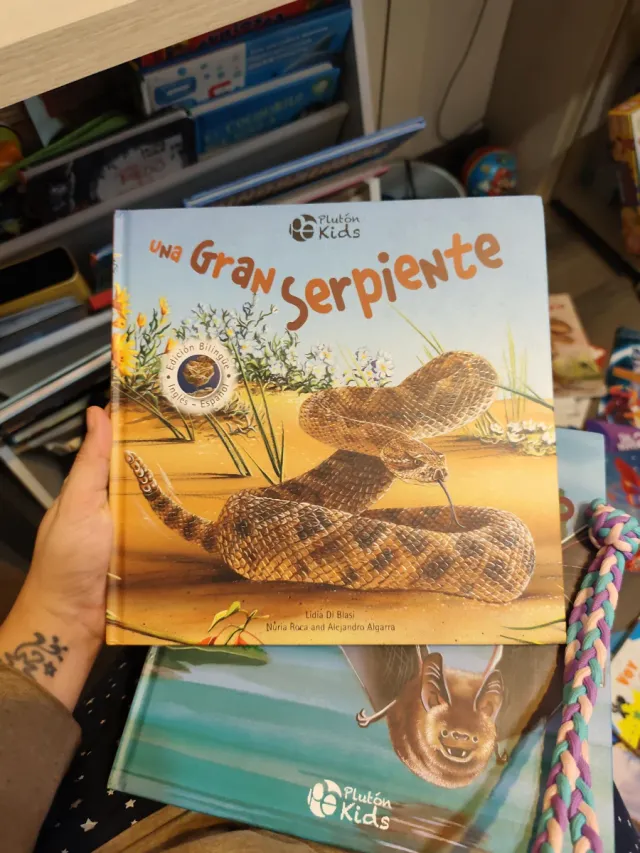 Plutón
Kids
UNA Gran Serpiente
Edición Bilingüe
Inglés - Español
Lidia Di Blasi
Núria Roca and Alejandro Algarra
Plutón
Kids